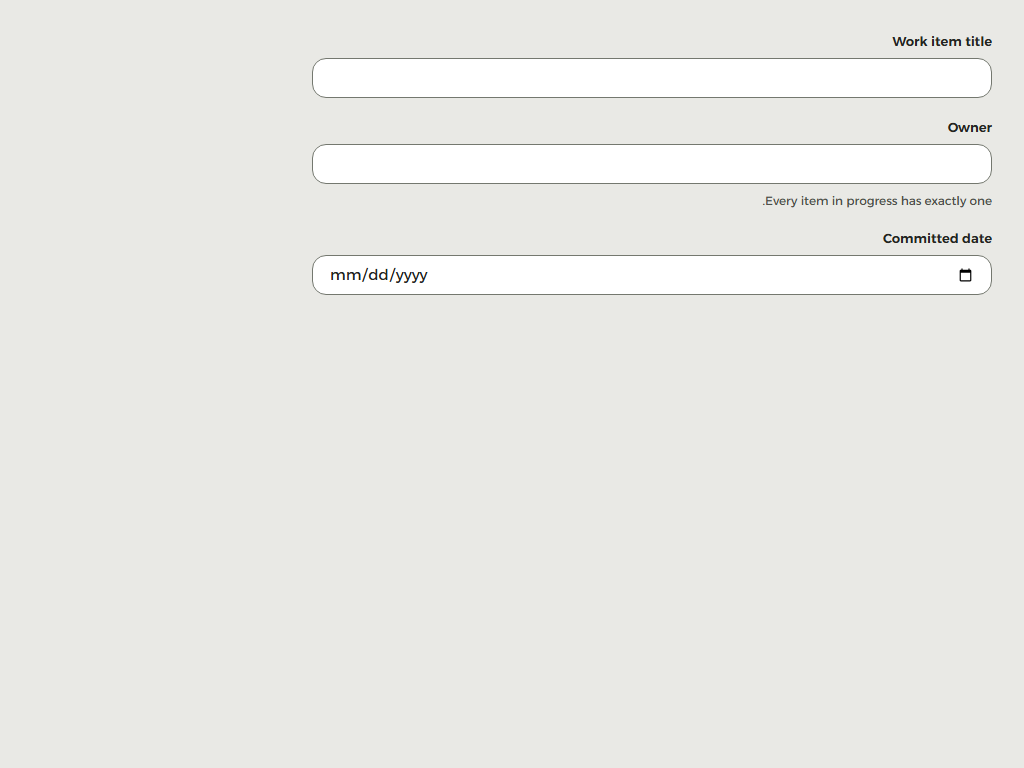 Work item title
Owner
Every item in progress has exactly one.
Committed date
mm/dd/yyyy